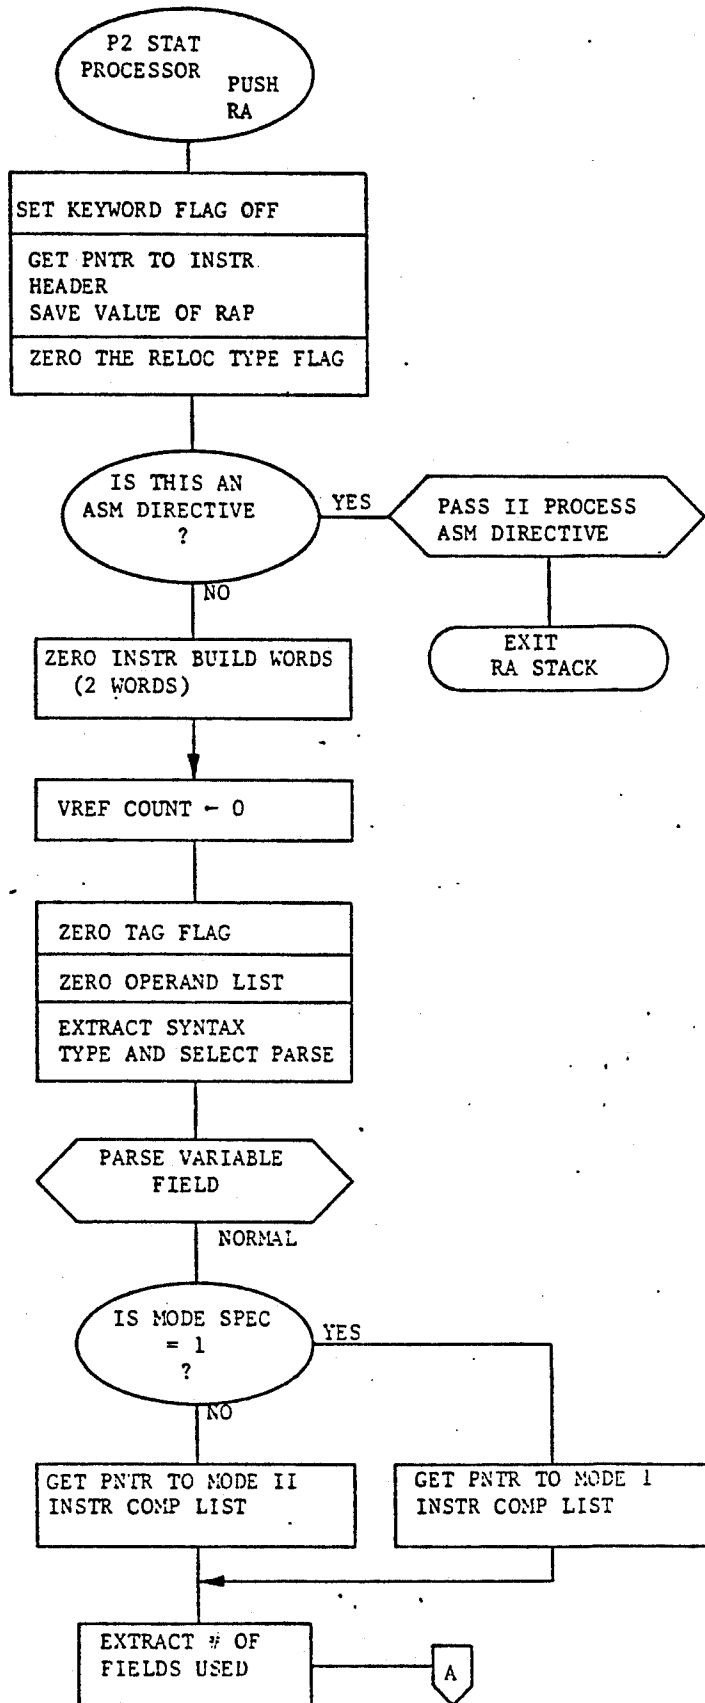 P2 STAT
PROCESSOR
PUSH
RA
SET KEYWORD FLAG OFF
GET PNTR TO INSTR
HEADER
SAVE VALUE OF RAP
ZERO THE RELOC TYPE FLAG
IS THIS AN
ASM DIRECTIVE
?
YES
PASS II PROCESS
ASM DIRECTIVE
NO
EXIT
RA STACK
ZERO INSTR BUILD WORDS
(2 WORDS)
VREF COUNT ← 0
ZERO TAG FLAG
ZERO OPERAND LIST
EXTRACT SYNTAX
TYPE AND SELECT PARSE
PARSE VARIABLE
FIELD
NORMAL
IS MODE SPEC
= 1
?
YES
NO
GET PNTR TO MODE II
INSTR COMP LIST
GET PNTR TO MODE 1
INSTR COMP LIST
EXTRACT # OF
FIELDS USED
A